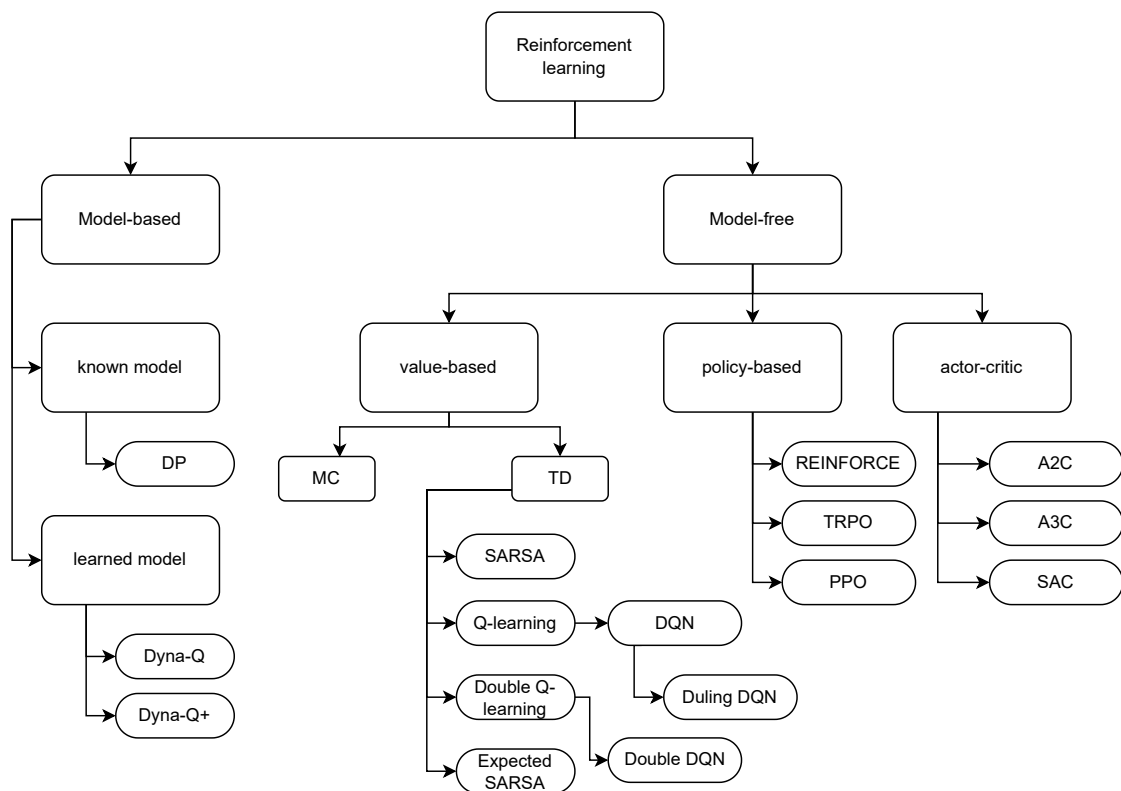 Reinforcement
learning
Model-based
Model-free
known model
value-based
policy-based
actor-critic
DP
MC
TD
REINFORCE
A2C
TRPO
A3C
learned model
SARSA
PPO
SAC
Q-learning
DQN
Dyna-Q
Double Q-
learning
Duling DQN
Dyna-Q+
Expected
SARSA
Double DQN